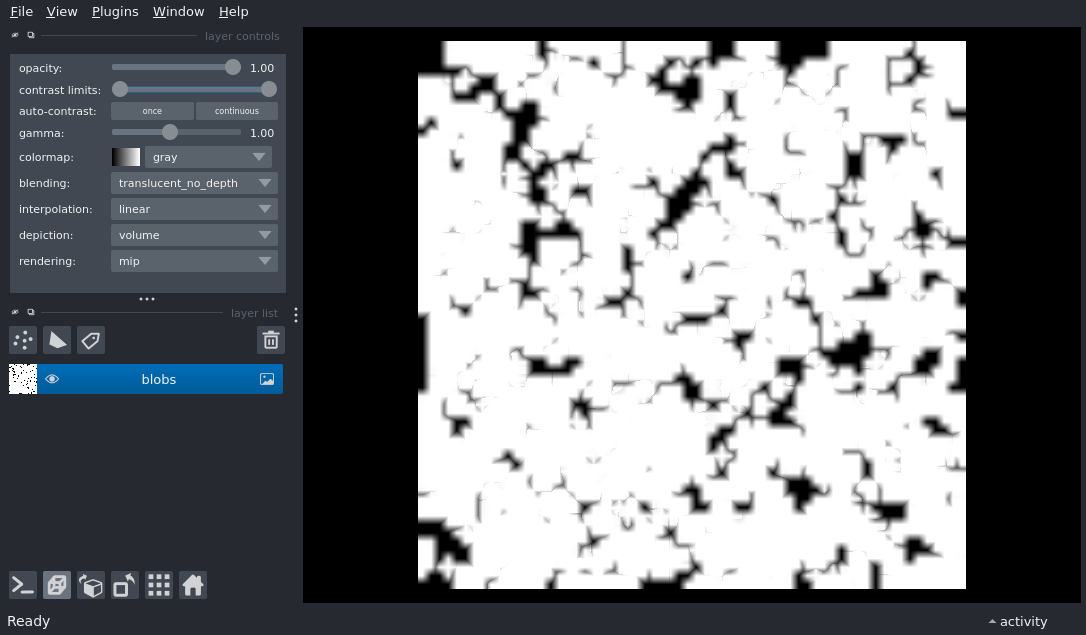 File View Plugins Window Help
layer controls
opacity: 1.00
contrast limits:
auto-contrast: once continuous
gamma: 1.00
colormap: gray
blending: translucent_no_depth
interpolation: linear
depiction: volume
rendering: mip
layer list
blobs
Ready activity